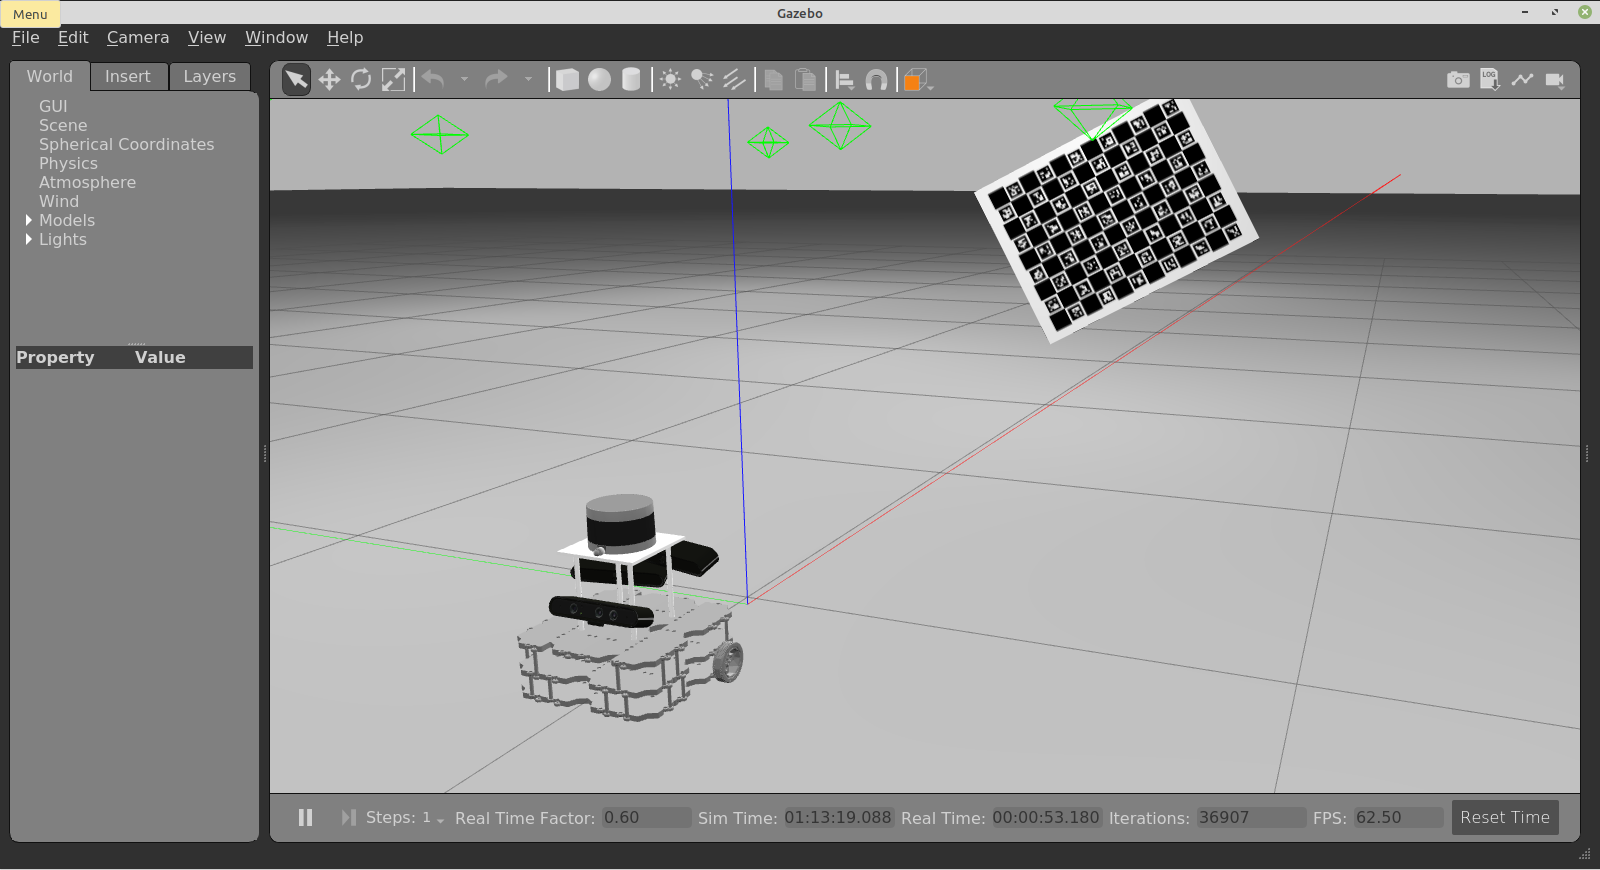 Menu
Gazebo
File Edit Camera View Window Help
World Insert Layers
LOG
GUI
Scene
Spherical Coordinates
Physics
Atmosphere
Wind
Models
Lights
Property Value
Steps: 1 Real Time Factor: 0.60 Sim Time: 01:13:19.088 Real Time: 00:00:53.180 Iterations: 36907 FPS: 62.50 Reset Time